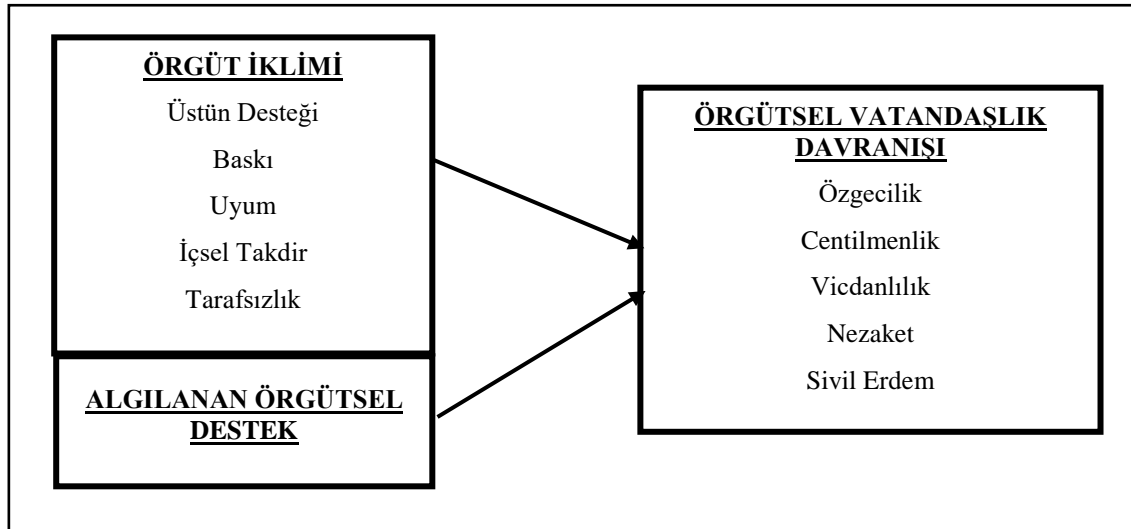 ÖRGÜT İKLİMİ
Üstün Desteği
Baskı
Uyum
İçsel Takdir
Tarafsızlık
ALGILANAN ÖRGÜTSEL
DESTEK
ÖRGÜTSEL VATANDAŞLIK
DAVRANIŞI
Özgecilik
Centilmenlik
Vicdanlılık
Nezaket
Sivil Erdem